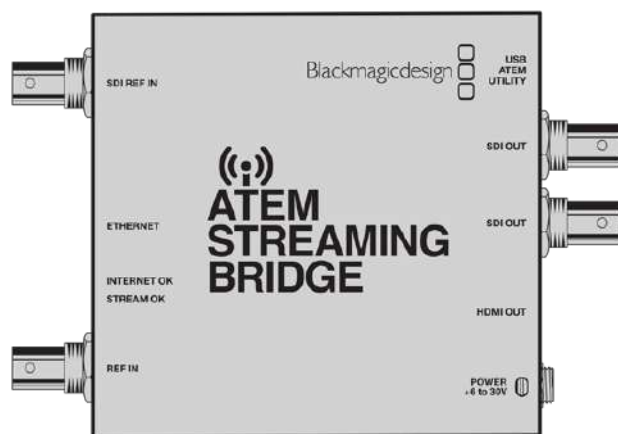 Blackmagicdesign
USB
ATEM
UTILITY
SDI REF IN
SDI OUT
ATEM
STREAMING
BRIDGE
ETHERNET
SDI OUT
INTERNET OK
STREAM OK
HDMI OUT
REF IN
POWER
+6 to 30V